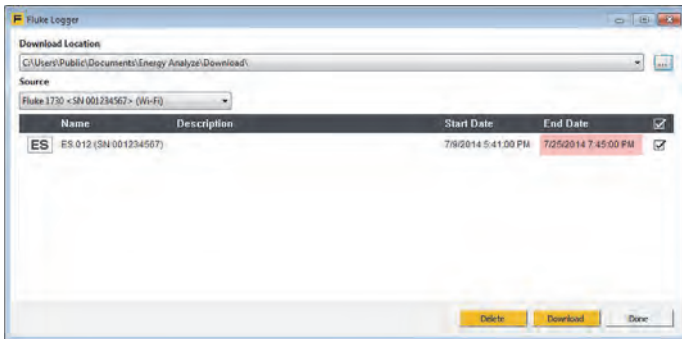 Fluke Logger
Download Location
C:\Users\Public\Documents\Energy Analyze\Download\
...
Source
Fluke 1730 <SN 001234567> (Wi-Fi)
Name Description Start Date End Date
ES ES.012 (SN:001234567) 7/9/2014 5:41:00 PM 7/25/2014 7:45:00 PM
Delete Download Done